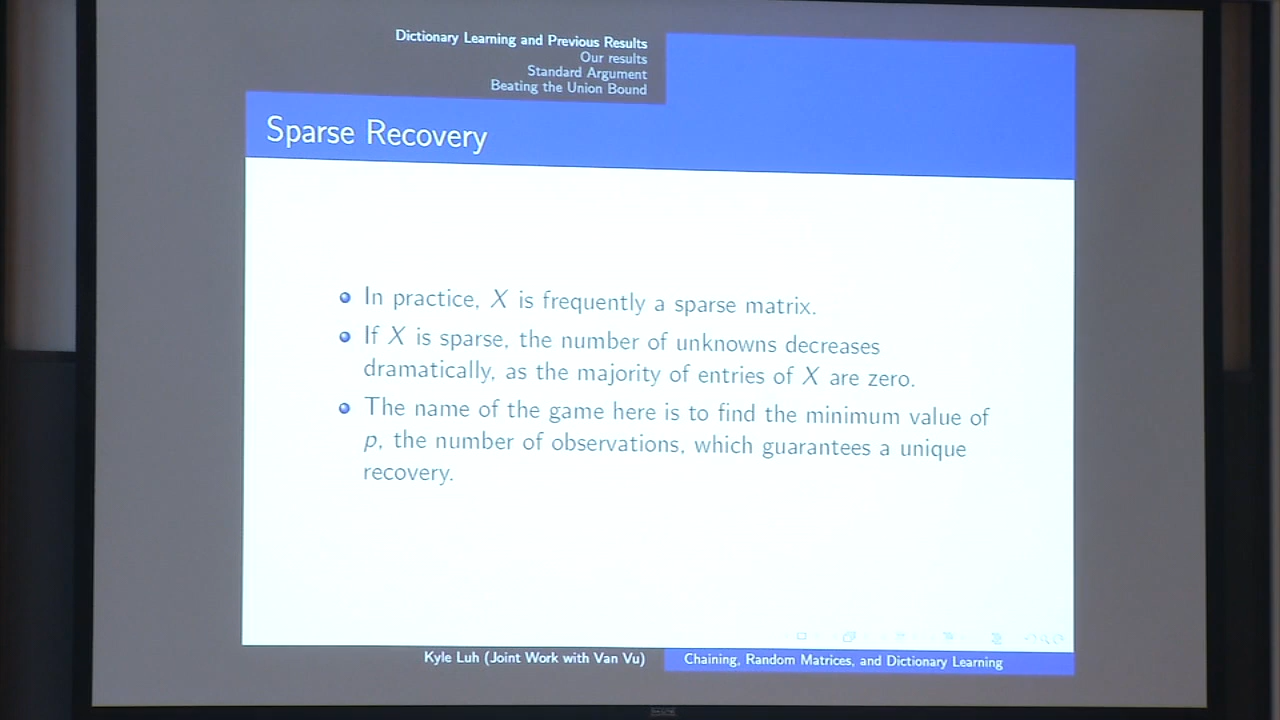 Dictionary Learning and Previous Results
Our results
Standard Argument
Beating the Union Bound
Sparse Recovery
In practice, X is frequently a sparse matrix.
If X is sparse, the number of unknowns decreases
dramatically, as the majority of entries of X are zero.
The name of the game here is to find the minimum value of
p, the number of observations, which guarantees a unique
recovery.
Kyle Luh (Joint Work with Van Vu)
Chaining, Random Matrices, and Dictionary Learning